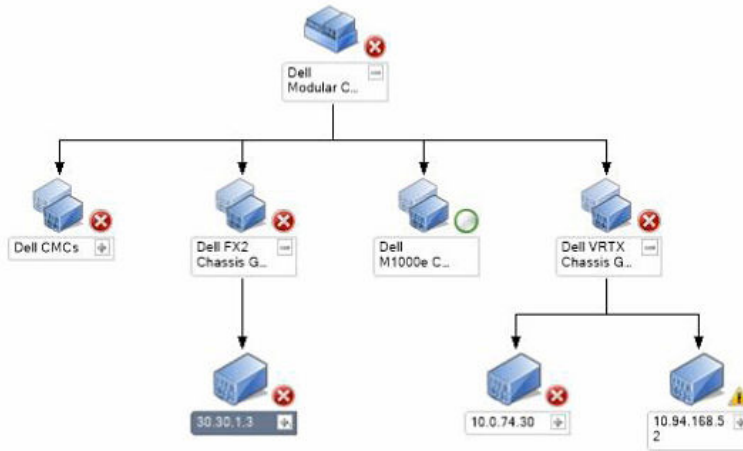 Dell
Modular C...
Dell CMCs
Dell FX2
Chassis G...
Dell
M1000e C...
Dell VRTX
Chassis G...
30.30.1.3
10.0.74.30
10.94.168.5
2